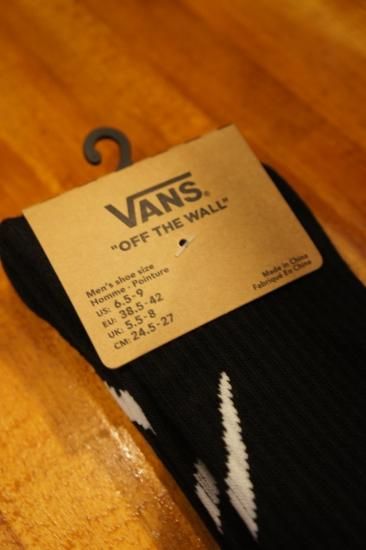 VANS®
"OFF THE WALL"
Men's shoe size
Homme - Pointure
US: 6.5-9
EU: 38.5-42
UK: 5.5-8
CM: 24.5-27
Made in China
Fabriqué En China